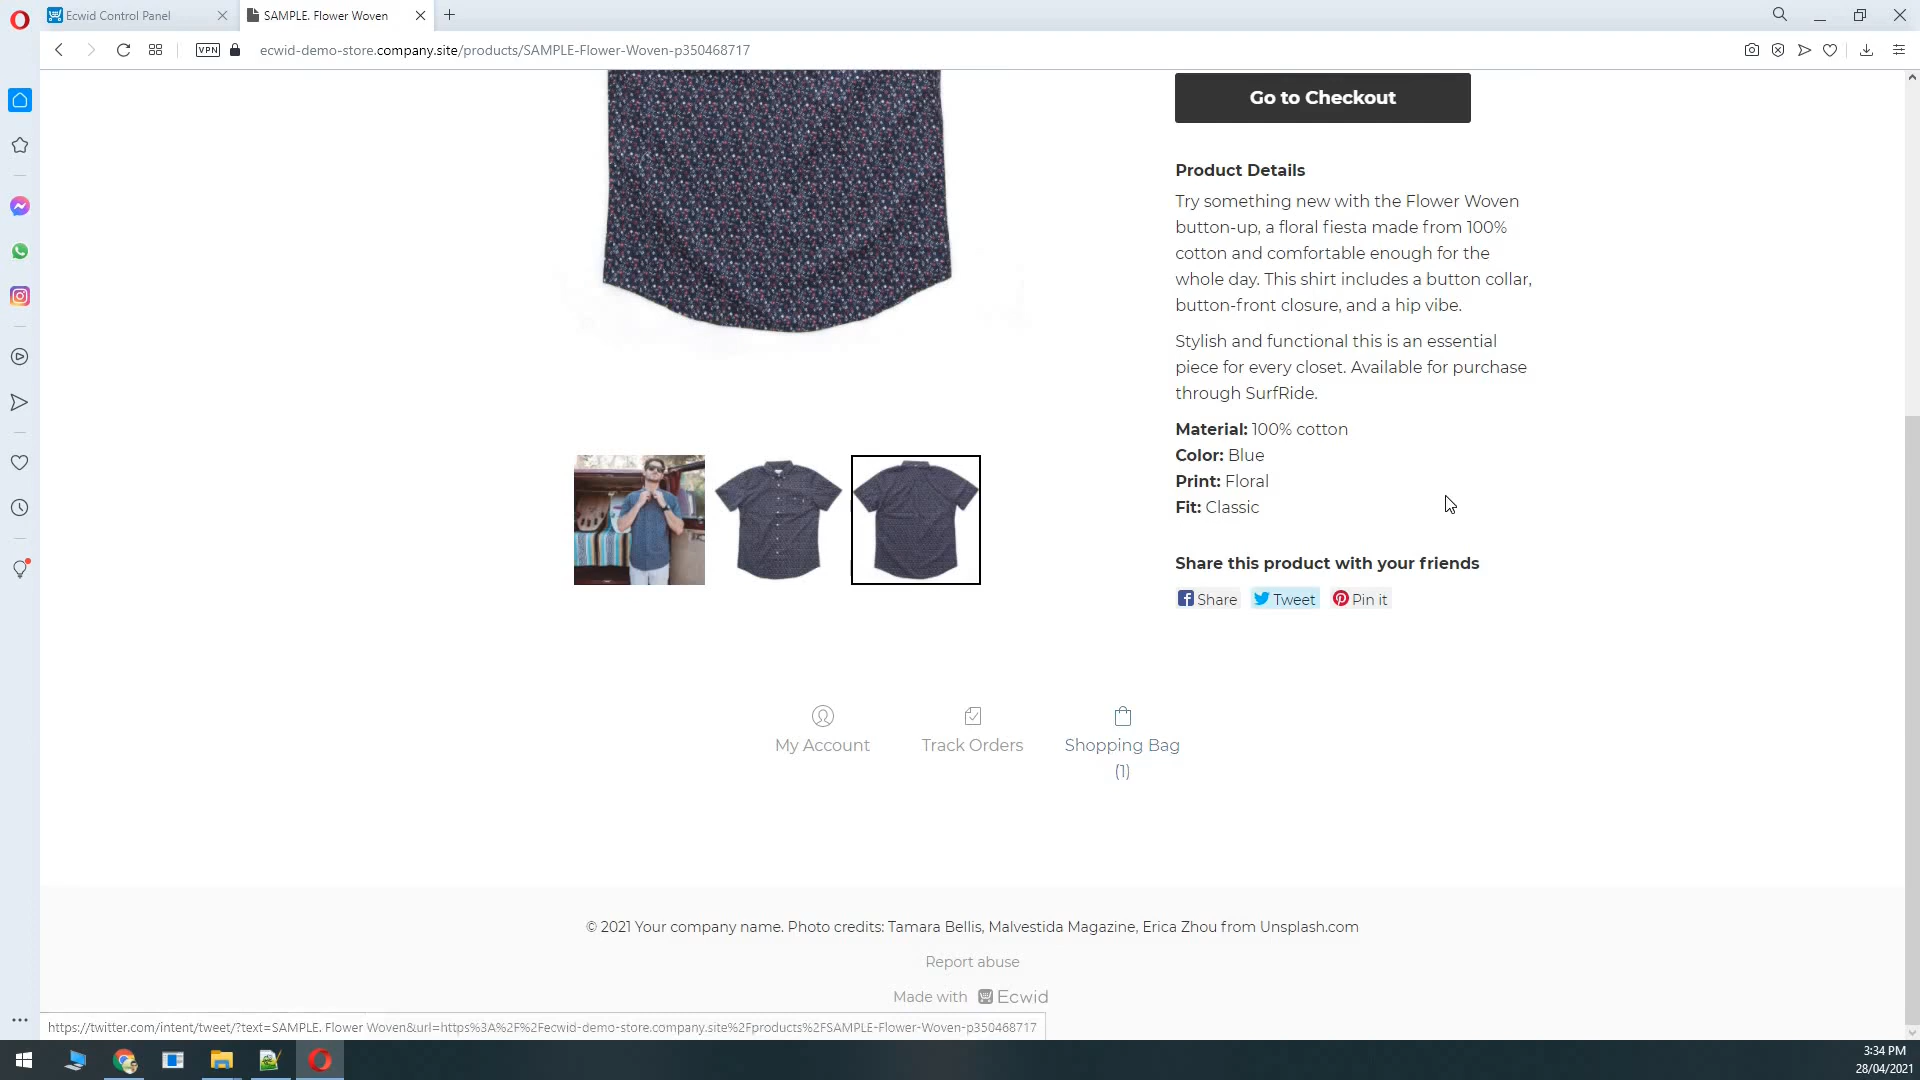 Ecwid Control Panel
SAMPLE. Flower Woven
VPN
ecwid-demo-store.company.site/products/SAMPLE-Flower-Woven-p350468717
Go to Checkout
Product Details
Try something new with the Flower Woven
button-up, a floral fiesta made from 100%
cotton and comfortable enough for the
whole day. This shirt includes a button collar,
button-front closure, and a hip vibe.
Stylish and functional this is an essential
piece for every closet. Available for purchase
through SurfRide.
Material: 100% cotton
Color: Blue
Print: Floral
Fit: Classic
Share this product with your friends
Share Tweet Pin it
My Account Track Orders Shopping Bag
(1)
© 2021 Your company name. Photo credits: Tamara Bellis, Malvestida Magazine, Erica Zhou from Unsplash.com
Report abuse
Made with Ecwid
https://twitter.com/intent/tweet/?text=SAMPLE. Flower Woven&url=https%3A%2F%2Fecwid-demo-store.company.site%2Fproducts%2FSAMPLE-Flower-Woven-p350468717
3:34 PM
28/04/2021